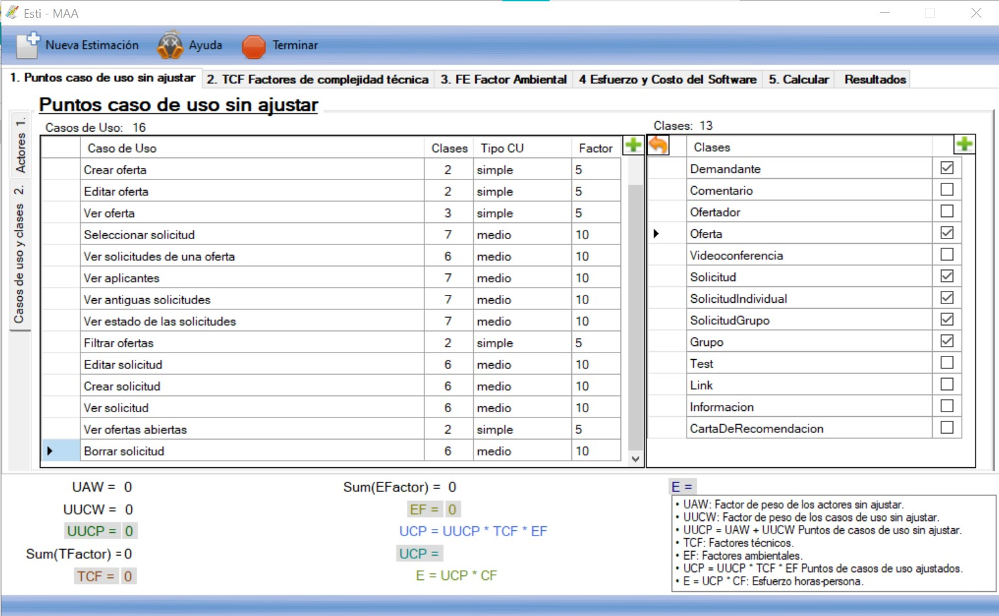 Esti - MAA
Nueva Estimación Ayuda Terminar
1. Puntos caso de uso sin ajustar 2. TCF Factores de complejidad técnica 3. FE Factor Ambiental 4 Esfuerzo y Costo del Software 5. Calcular Resultados
Actores 1.
Casos de uso y clases 2.
Puntos caso de uso sin ajustar
Casos de Uso: 16
Caso de Uso Clases Tipo CU Factor
Crear oferta 2 simple 5
Editar oferta 2 simple 5
Ver oferta 3 simple 5
Seleccionar solicitud 7 medio 10
Ver solicitudes de una oferta 6 medio 10
Ver aplicantes 7 medio 10
Ver antiguas solicitudes 7 medio 10
Ver estado de las solicitudes 7 medio 10
Filtrar ofertas 2 simple 5
Editar solicitud 6 medio 10
Crear solicitud 6 medio 10
Ver solicitud 6 medio 10
Ver ofertas abiertas 2 simple 5
Borrar solicitud 6 medio 10
Clases: 13
Clases
Demandante
Comentario
Ofertador
Oferta
Videoconferencia
Solicitud
SolicitudIndividual
SolicitudGrupo
Grupo
Test
Link
Informacion
CartaDeRecomendacion
UAW = 0
UUCW = 0
UUCP = 0
Sum(TFactor) = 0
TCF = 0
Sum(EFactor) = 0
EF = 0
UCP = UUCP * TCF * EF
UCP =
E = UCP * CF
E =
• UAW: Factor de peso de los actores sin ajustar.
• UUCW: Factor de peso de los casos de uso sin ajustar.
• UUCP = UAW + UUCW Puntos de casos de uso sin ajustar.
• TCF: Factores técnicos.
• EF: Factores ambientales.
• UCP = UUCP * TCF * EF Puntos de casos de uso ajustados.
• E = UCP * CF: Esfuerzo horas-persona.